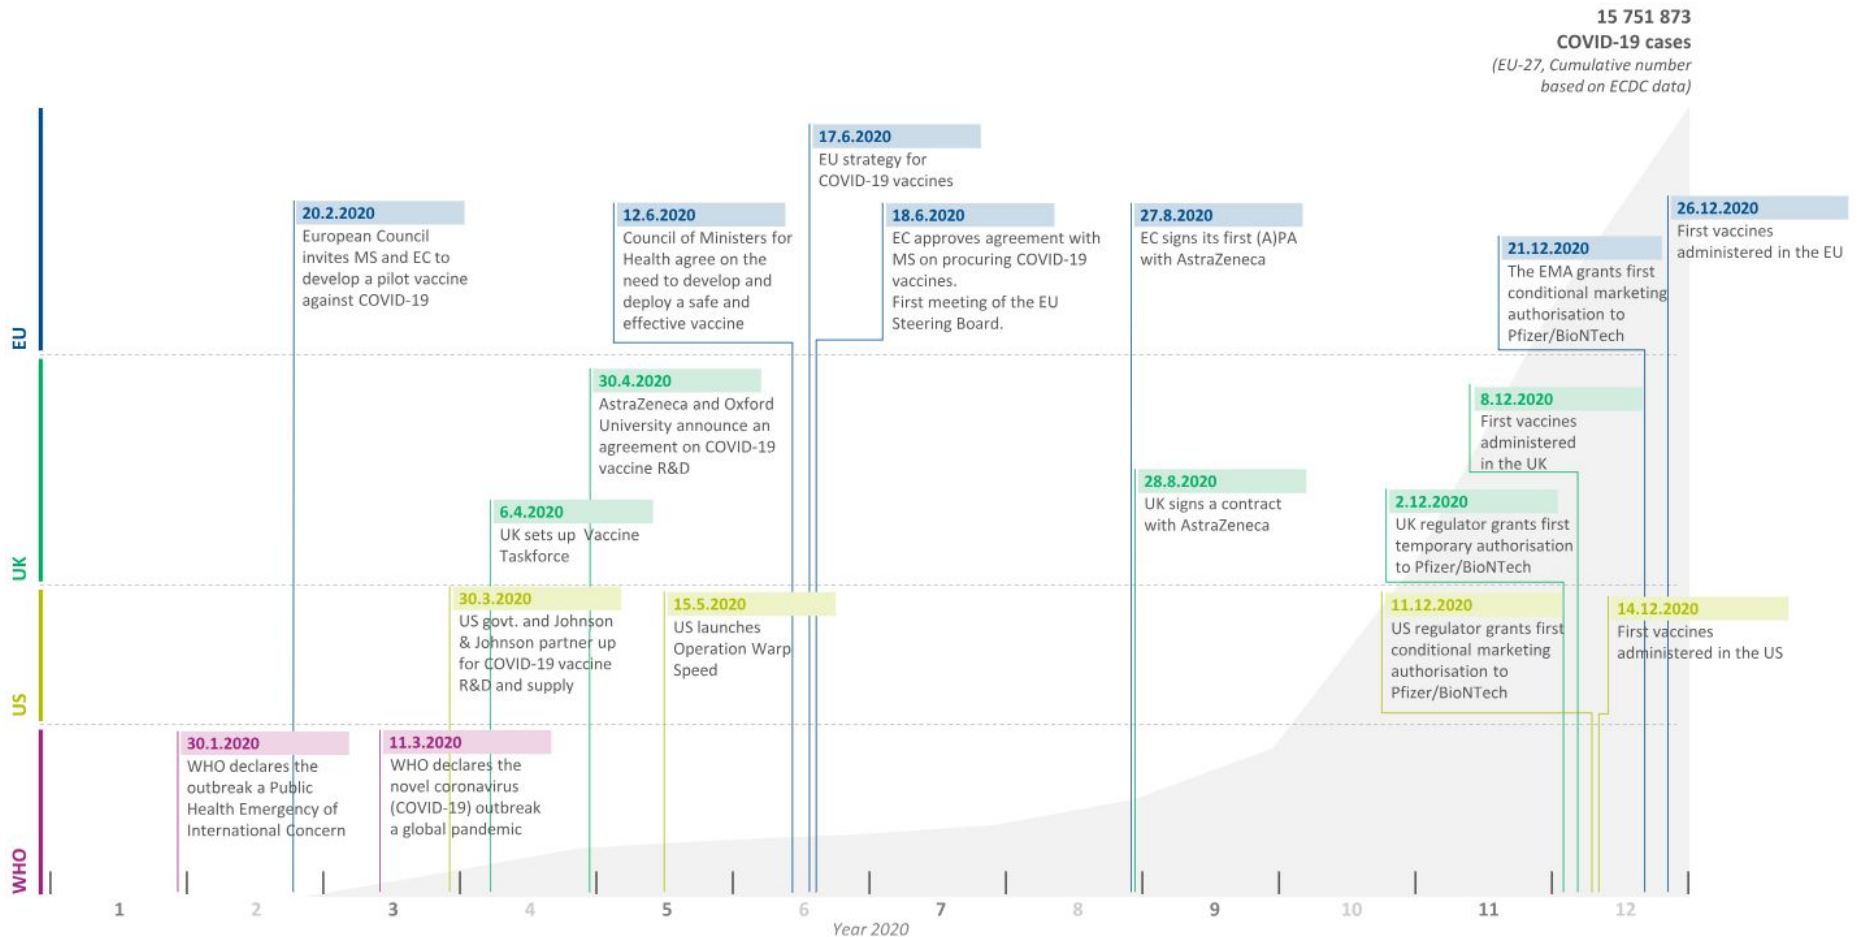 15 751 873
COVID-19 cases
(EU-27, Cumulative number
based on ECDC data)
EU
17.6.2020
EU strategy for
COVID-19 vaccines
20.2.2020
European Council
invites MS and EC to
develop a pilot vaccine
against COVID-19
12.6.2020
Council of Ministers for
Health agree on the
need to develop and
deploy a safe and
effective vaccine
18.6.2020
EC approves agreement with
MS on procuring COVID-19
vaccines.
First meeting of the EU
Steering Board.
27.8.2020
EC signs its first (A)PA
with AstraZeneca
21.12.2020
The EMA grants first
conditional marketing
authorisation to
Pfizer/BioNTech
26.12.2020
First vaccines
administered in the EU
UK
30.4.2020
AstraZeneca and Oxford
University announce an
agreement on COVID-19
vaccine R&D
6.4.2020
UK sets up Vaccine
Taskforce
28.8.2020
UK signs a contract
with AstraZeneca
8.12.2020
First vaccines
administered
in the UK
2.12.2020
UK regulator grants first
temporary authorisation
to Pfizer/BioNTech
US
30.3.2020
US govt. and Johnson
& Johnson partner up
for COVID-19 vaccine
R&D and supply
15.5.2020
US launches
Operation Warp
Speed
11.12.2020
US regulator grants first
conditional marketing
authorisation to
Pfizer/BioNTech
14.12.2020
First vaccines
administered in the US
WHO
30.1.2020
WHO declares the
outbreak a Public
Health Emergency of
International Concern
11.3.2020
WHO declares the
novel coronavirus
(COVID-19) outbreak
a global pandemic
1 2 3 4 5 6 7 8 9 10 11 12
Year 2020